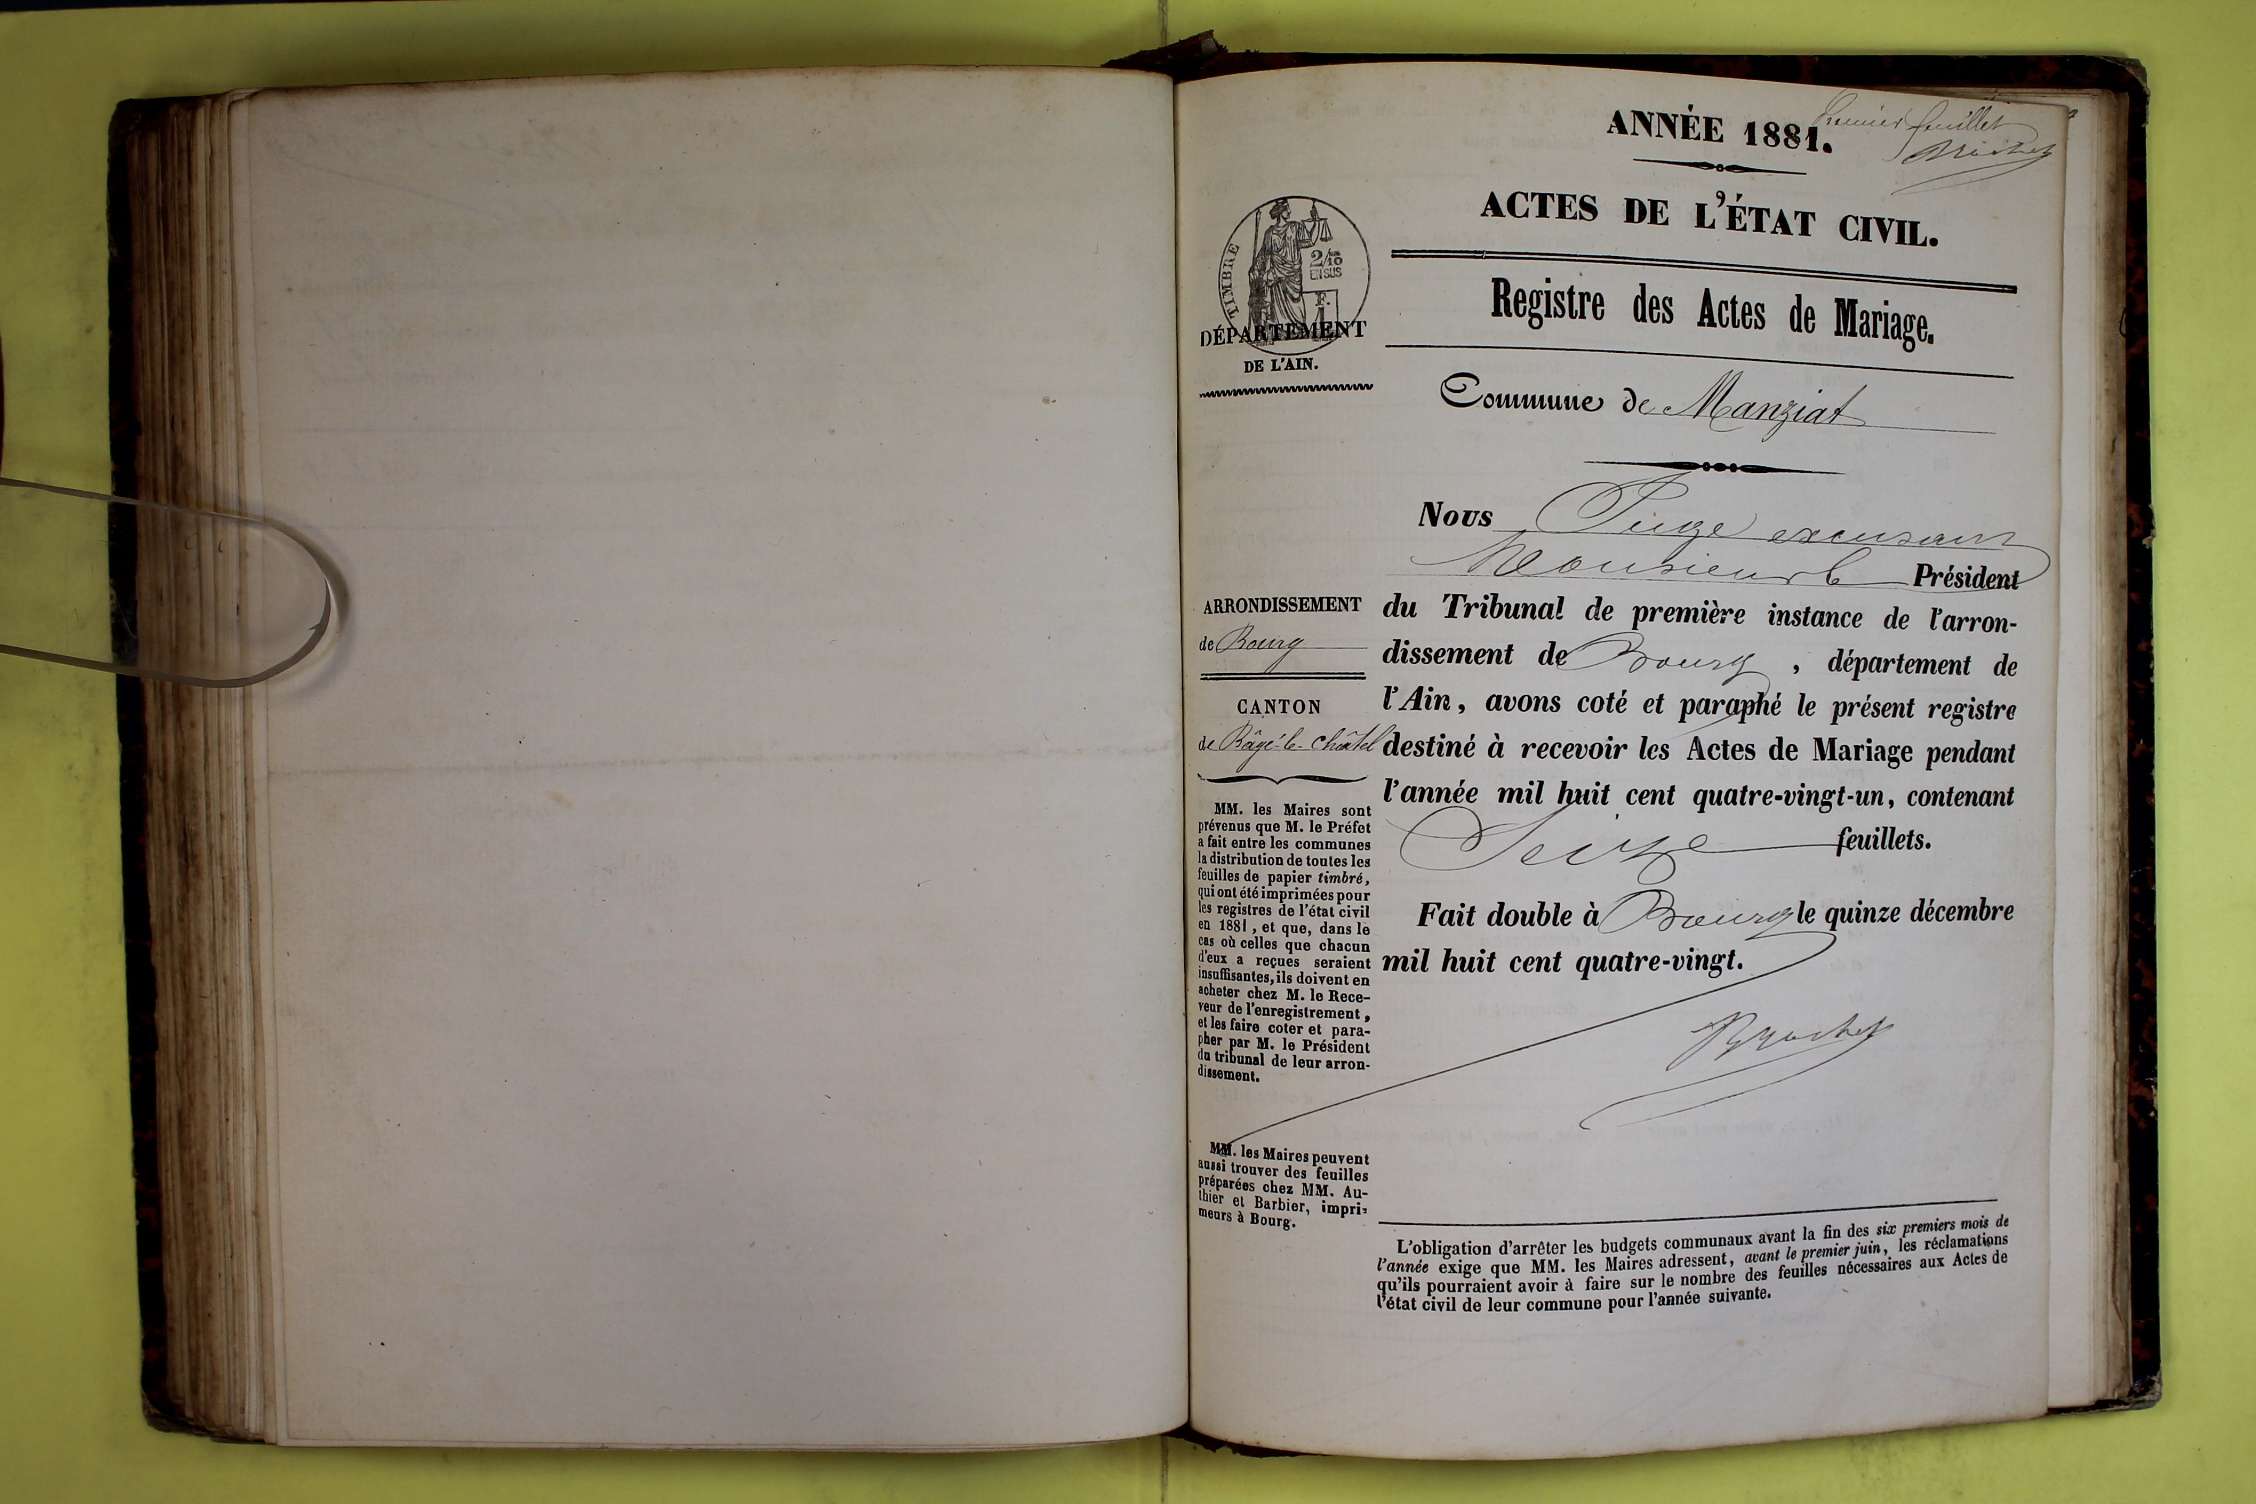 ANNÉE 1881.
Premier feuillet
ACTES DE L'ÉTAT CIVIL.
Registre des Actes de Mariage.
TIMBRE
2/10
EN SUS
F.
1
DÉPARTEMENT
DE L'AIN.
Commune de Manziat
Nous Juge excusant
Monsieur le Président
du Tribunal de première instance de l'arron-
dissement de Bourg, département de
l'Ain, avons coté et paraphé le présent registre
destiné à recevoir les Actes de Mariage pendant
l'année mil huit cent quatre-vingt-un, contenant
Seize feuillets.
Fait double à Bourg le quinze décembre
mil huit cent quatre-vingt.
ARRONDISSEMENT
de Bourg
CANTON
de Bâgé-le-Châtel
MM. les Maires sont
prévenus que M. le Préfet
a fait entre les communes
la distribution de toutes les
feuilles de papier timbré,
qui ont été imprimées pour
les registres de l'état civil
en 1881, et que, dans le
cas où celles que chacun
d'eux a reçues seraient
insuffisantes, ils doivent en
acheter chez M. le Rece-
veur de l'enregistrement,
et les faire coter et para-
pher par M. le Président
du tribunal de leur arron-
dissement.
MM. les Maires peuvent
aussi trouver des feuilles
préparées chez MM. Au-
thier et Barbier, impri-
meurs à Bourg.
L'obligation d'arrêter les budgets communaux avant la fin des six premiers mois de
l'année exige que MM. les Maires adressent, avant le premier juin, les réclamations
qu'ils pourraient avoir à faire sur le nombre des feuilles nécessaires aux Actes de
l'état civil de leur commune pour l'année suivante.